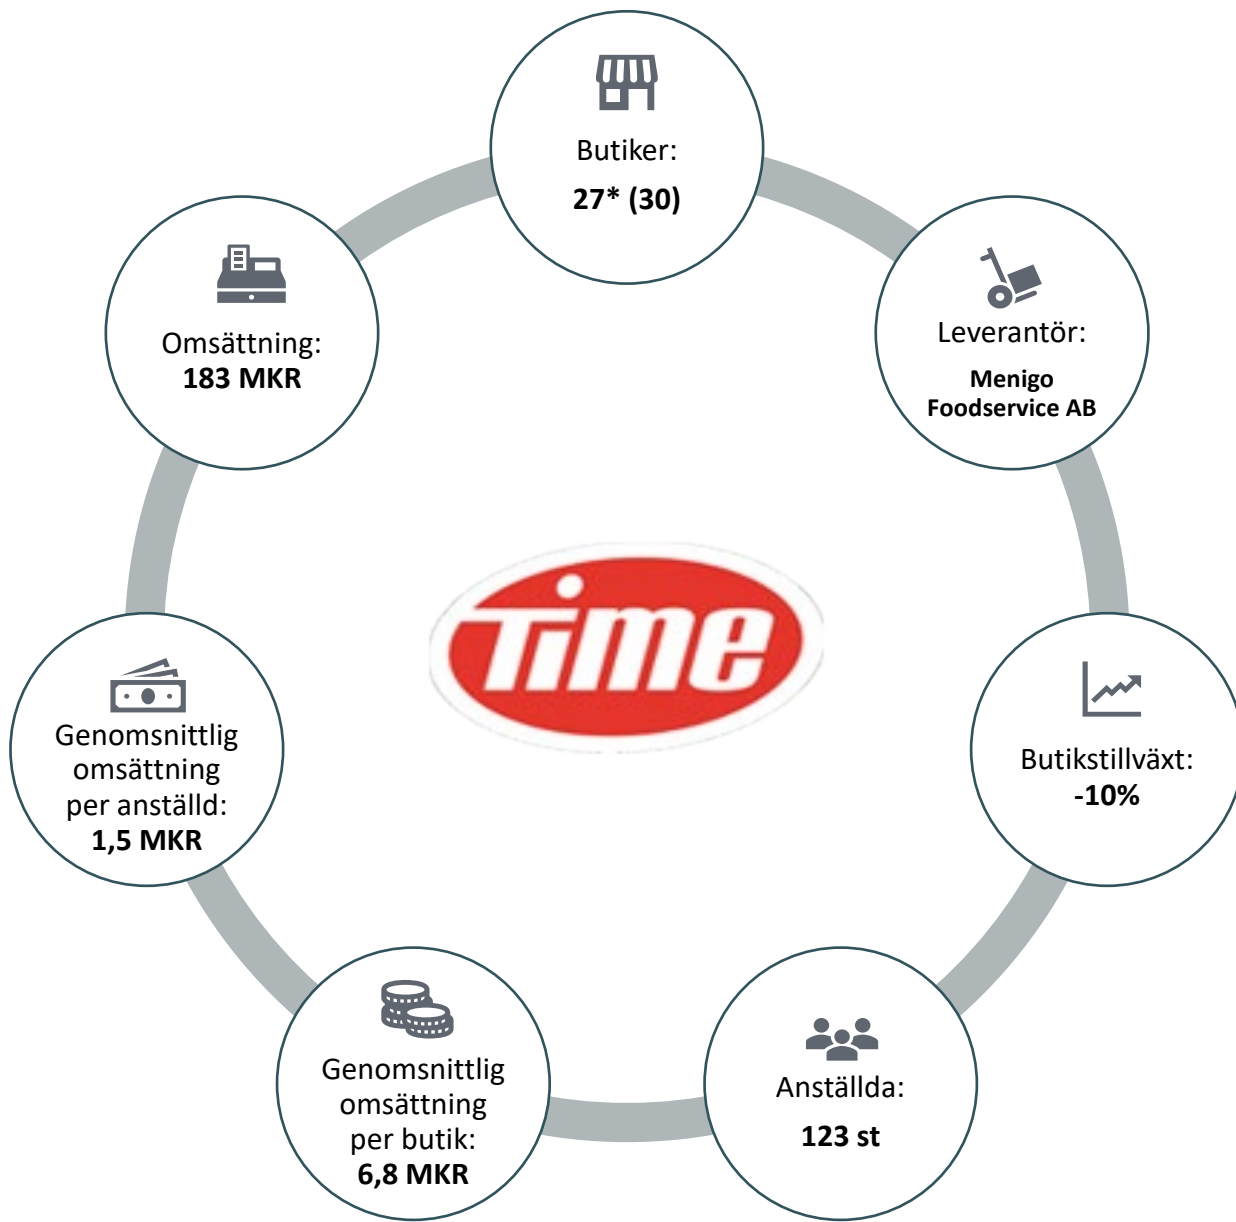 Butiker:
27* (30)
Leverantör:
Menigo
Foodservice AB
Butikstillväxt:
-10%
Anställda:
123 st
Genomsnittlig
omsättning
per butik:
6,8 MKR
Genomsnittlig
omsättning
per anställd:
1,5 MKR
Omsättning:
183 MKR
Time